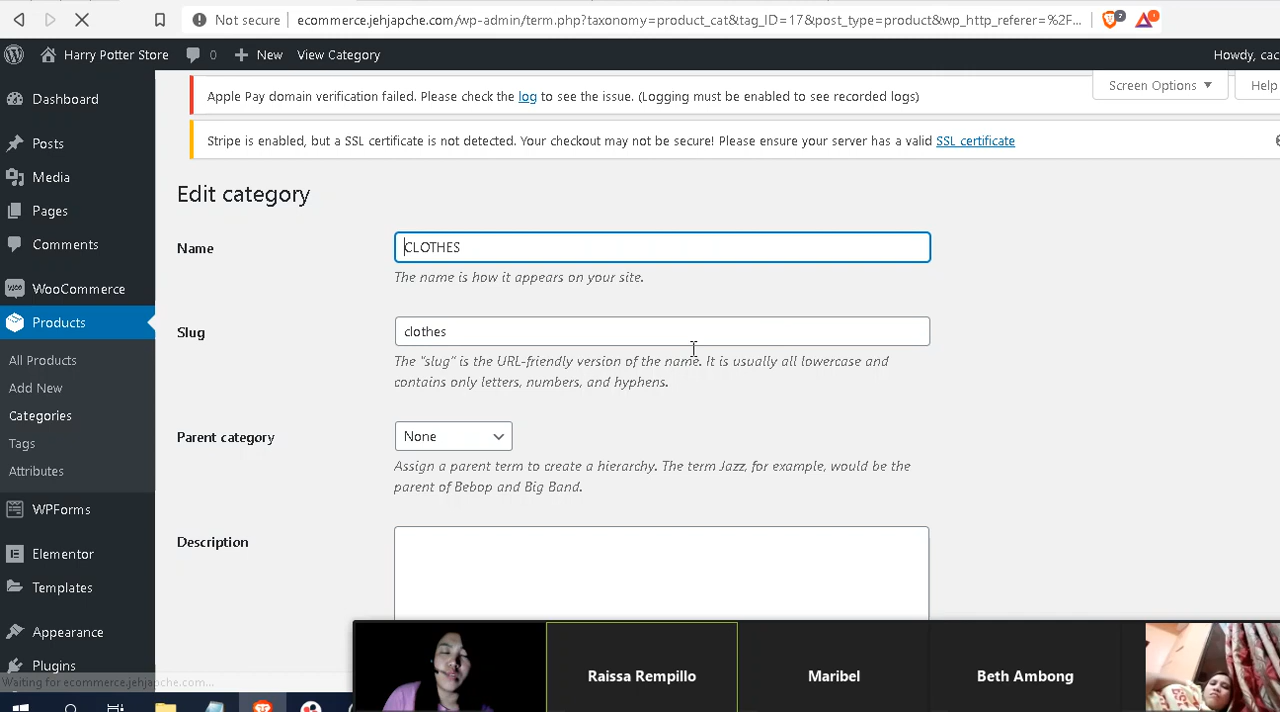 Not secure ecommerce.jehjapche.com/wp-admin/term.php?taxonomy=product_cat&tag_ID=17&post_type=product&wp_http_referer=%2F...
Harry Potter Store 0 New View Category Howdy, cac
Screen Options Help
Apple Pay domain verification failed. Please check the log to see the issue. (Logging must be enabled to see recorded logs)
Stripe is enabled, but a SSL certificate is not detected. Your checkout may not be secure! Please ensure your server has a valid SSL certificate
Dashboard
Posts
Media
Pages
Comments
WooCommerce
Products
All Products
Add New
Categories
Tags
Attributes
WPForms
Elementor
Templates
Appearance
Plugins
Edit category
Name
CLOTHES
The name is how it appears on your site.
Slug
clothes
The "slug" is the URL-friendly version of the name. It is usually all lowercase and
contains only letters, numbers, and hyphens.
Parent category
None
Assign a parent term to create a hierarchy. The term Jazz, for example, would be the
parent of Bebop and Big Band.
Description
Waiting for ecommerce.jehjapche.com...
Raissa Rempillo
Maribel
Beth Ambong